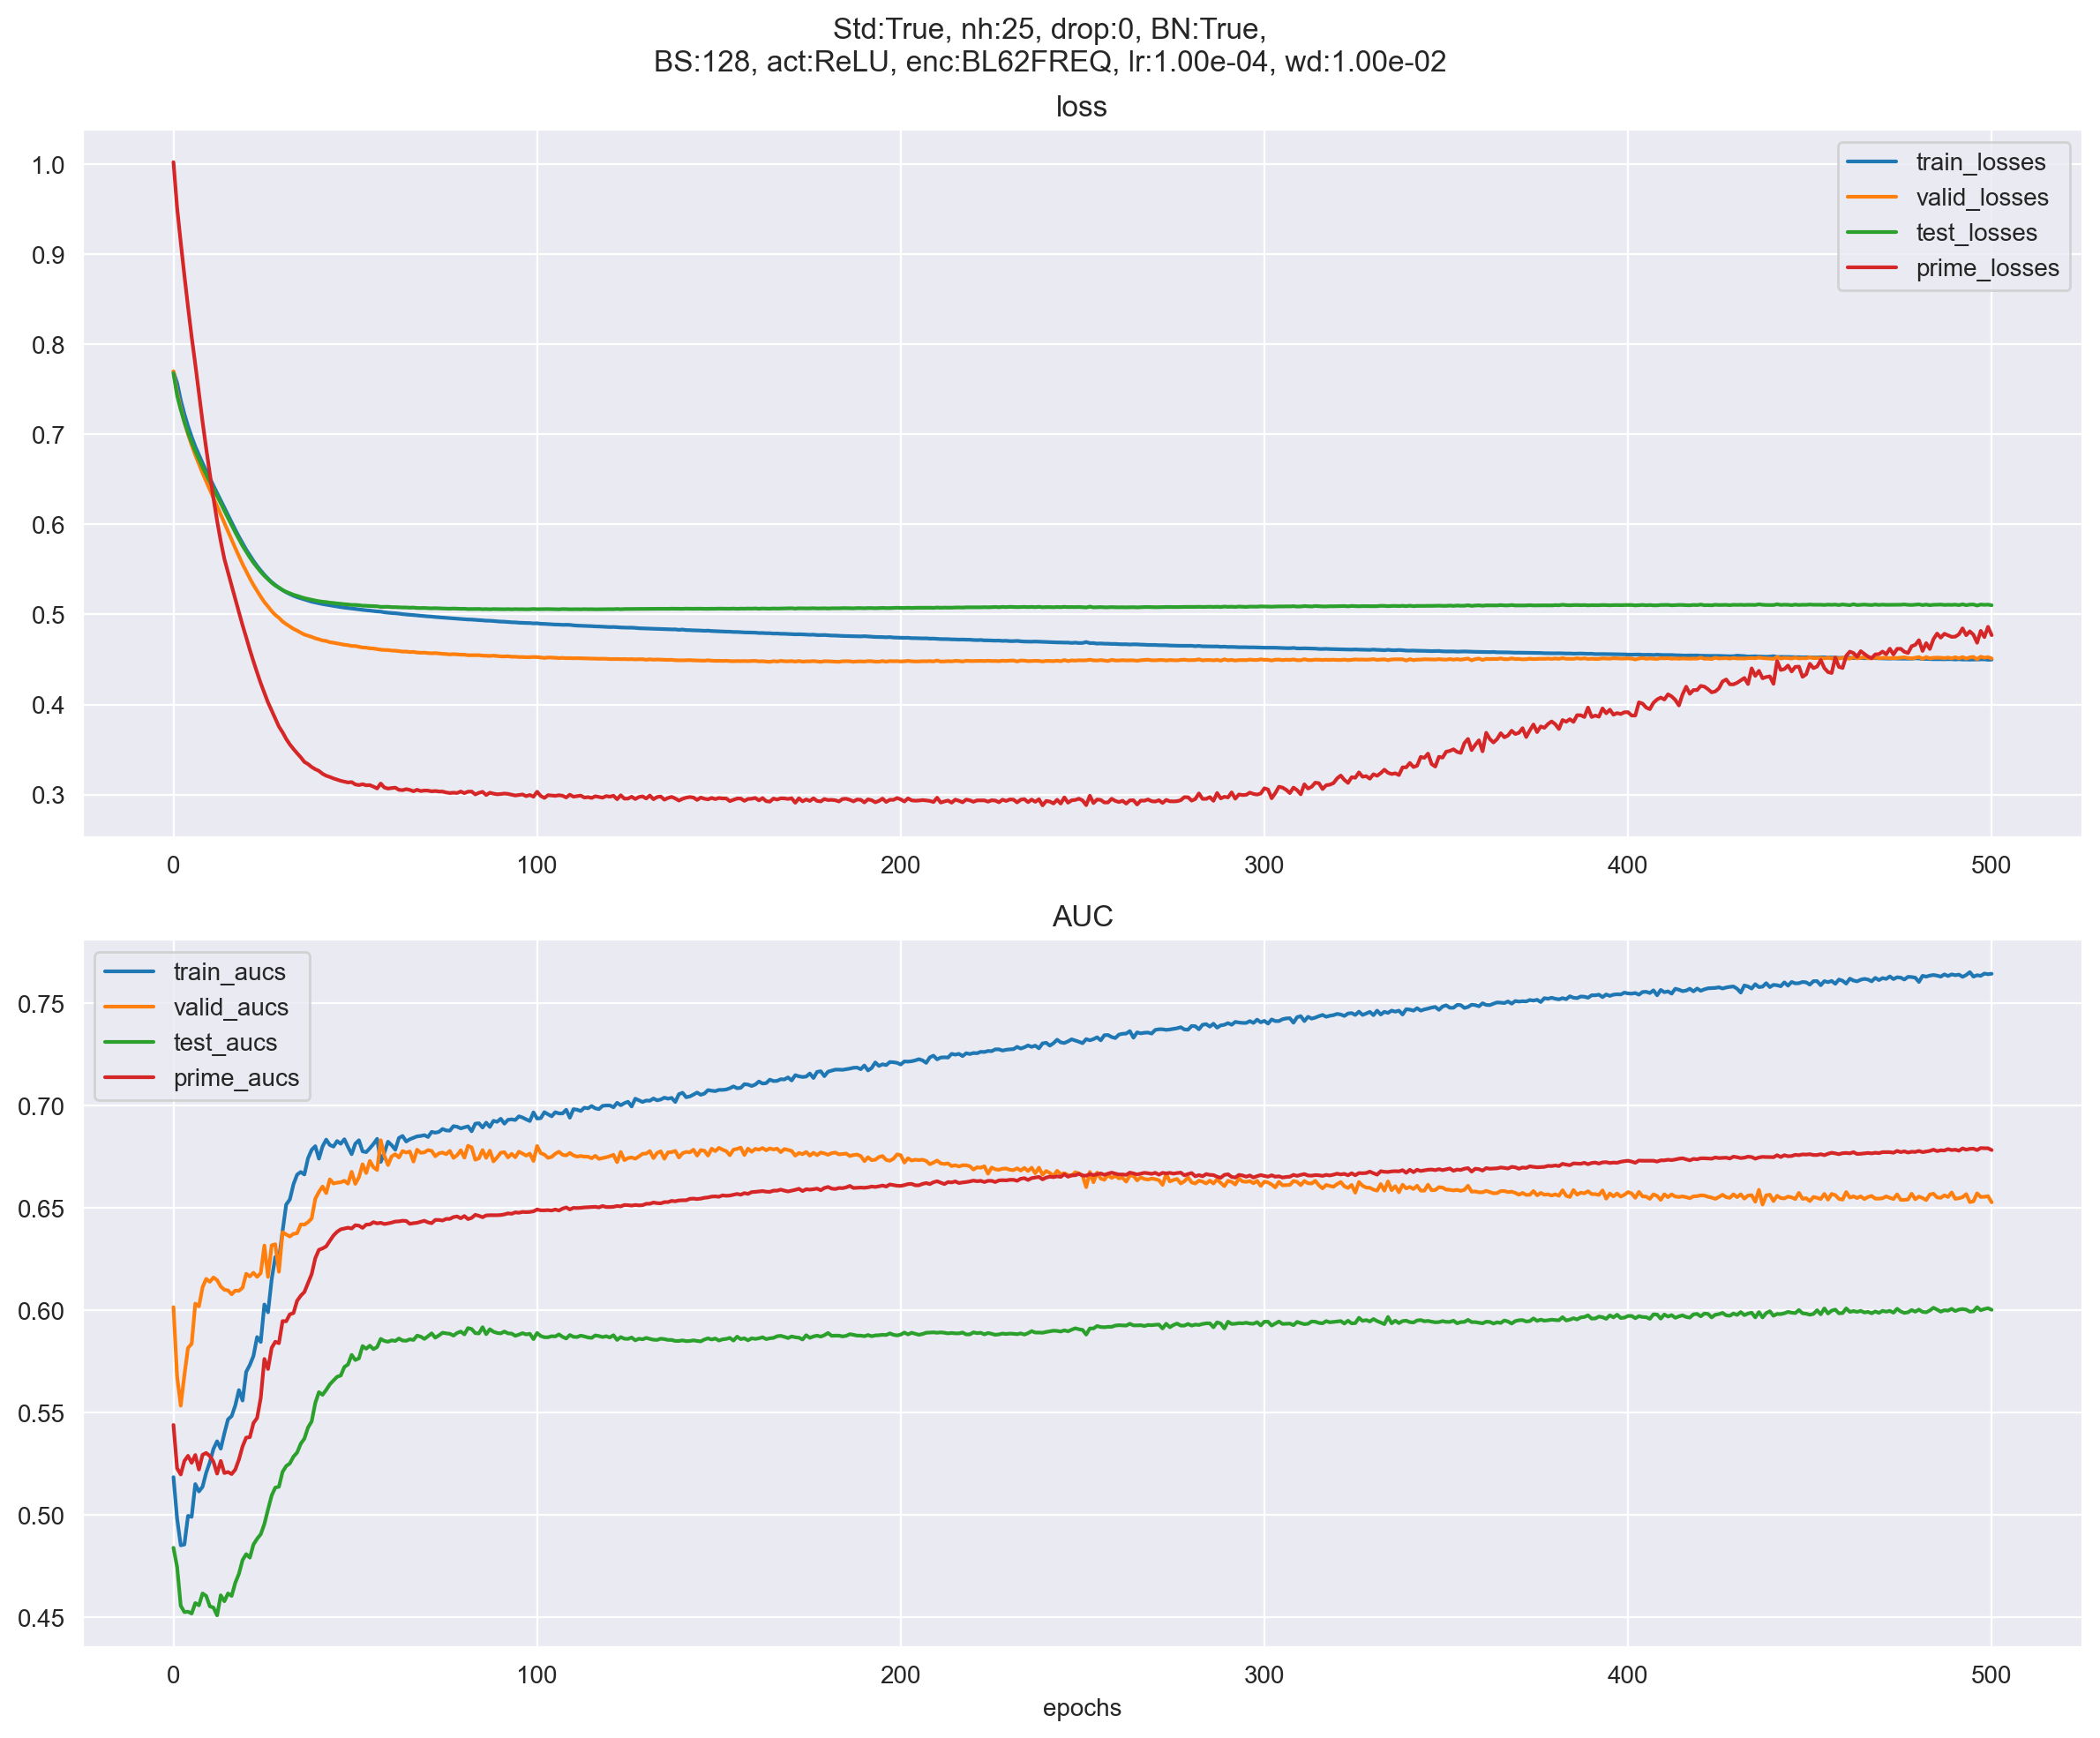 Std:True, nh:25, drop:0, BN:True,
BS:128, act:ReLU, enc:BL62FREQ, lr:1.00e-04, wd:1.00e-02
loss
1.0
0.9
0.8
0.7
0.6
0.5
0.4
0.3
train_losses
valid_losses
test_losses
prime_losses
0 100 200 300 400 500
AUC
train_aucs
valid_aucs
test_aucs
prime_aucs
0.75
0.70
0.65
0.60
0.55
0.50
0.45
0 100 200 300 400 500
epochs